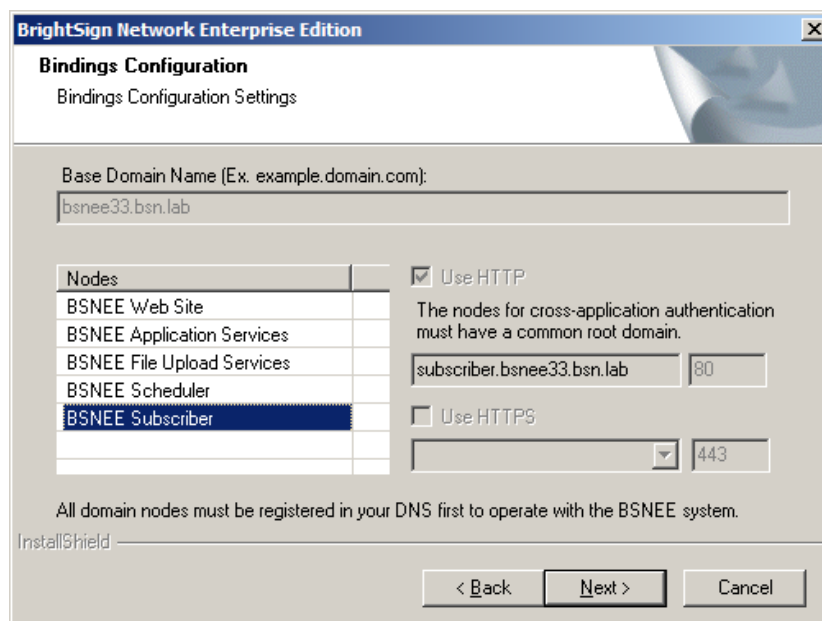 BrightSign Network Enterprise Edition
Bindings Configuration
Bindings Configuration Settings
Base Domain Name (Ex. example.domain.com):
bsnee33.bsn.lab
Nodes
BSNEE Web Site
BSNEE Application Services
BSNEE File Upload Services
BSNEE Scheduler
BSNEE Subscriber
Use HTTP
The nodes for cross-application authentication
must have a common root domain.
subscriber.bsnee33.bsn.lab 80
Use HTTPS
443
All domain nodes must be registered in your DNS first to operate with the BSNEE system.
InstallShield
< Back Next > Cancel